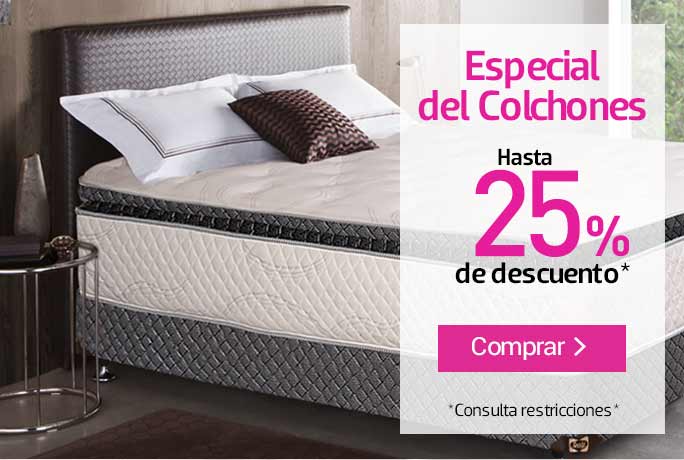 Especial
del Colchones
Hasta
25%
de descuento*
Comprar >
*Consulta restricciones*